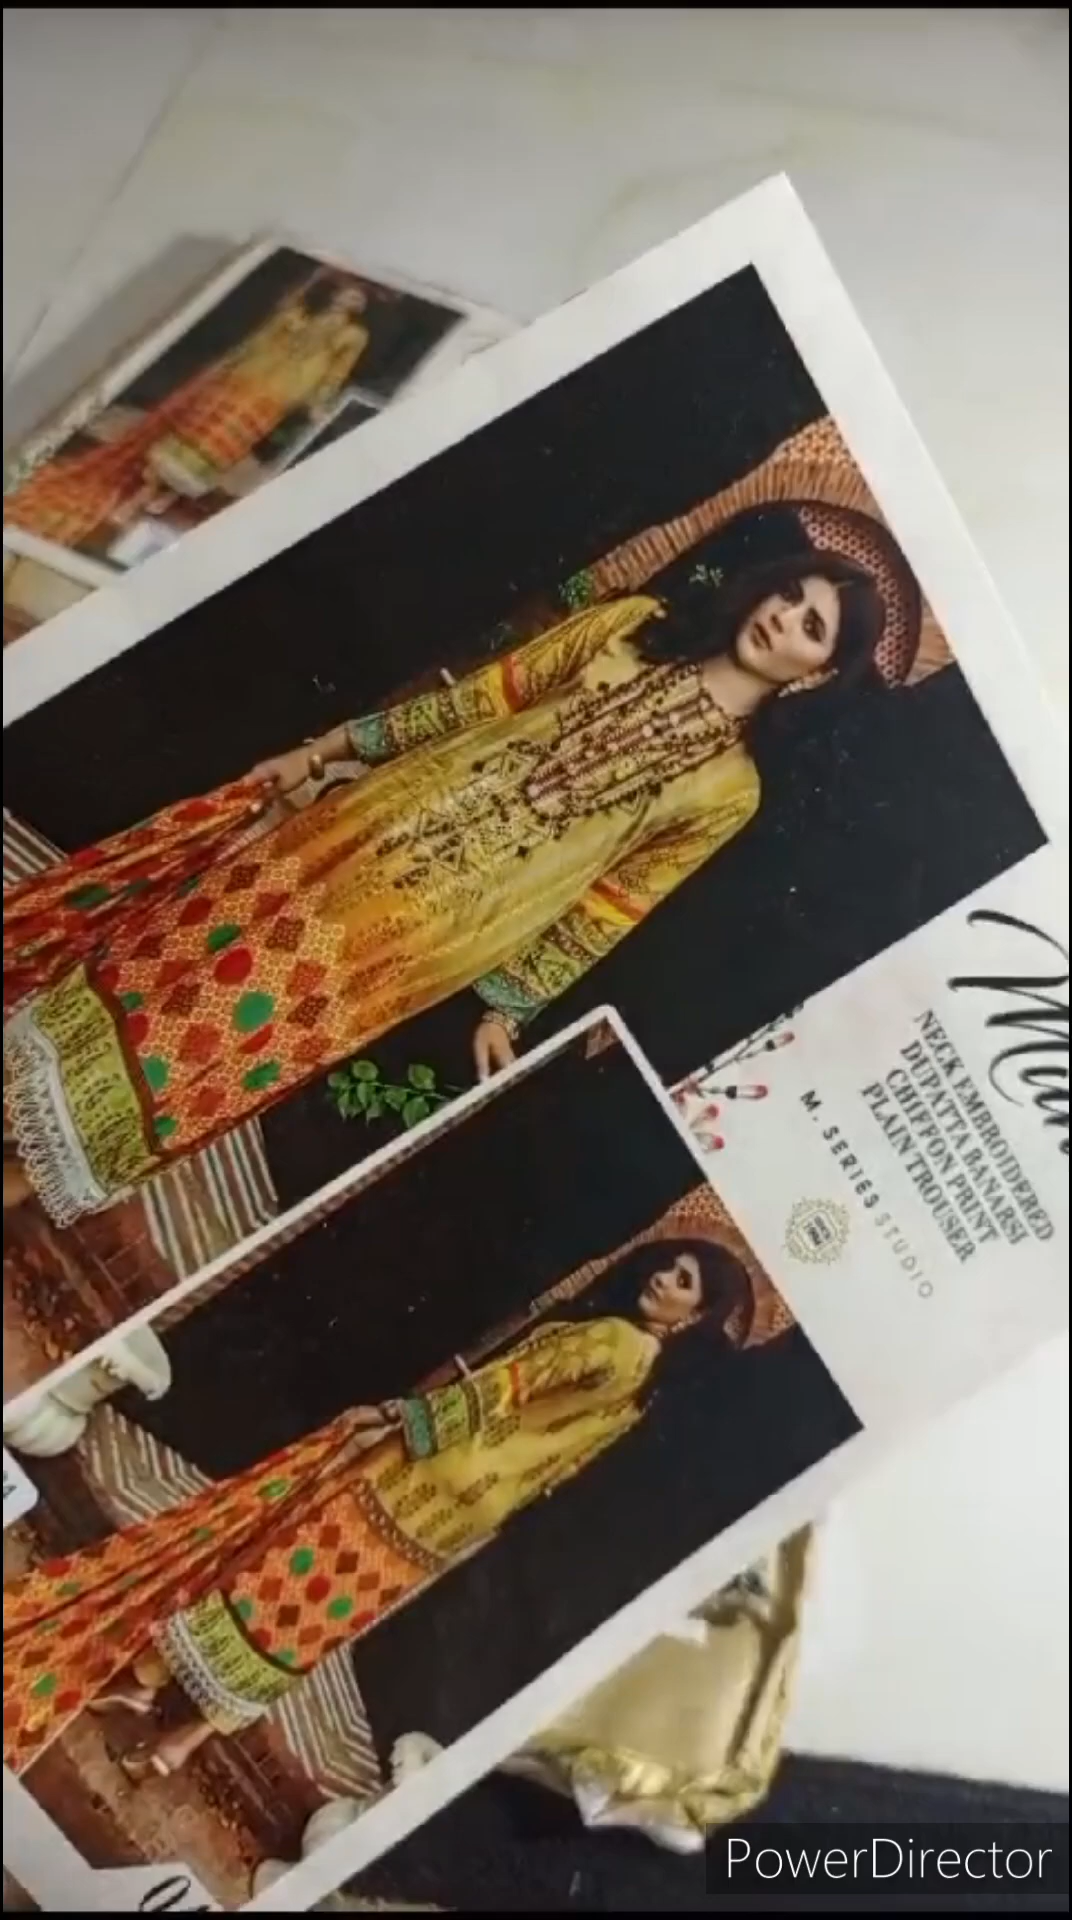 NECK EMBROIDERED
DUPATTA BANARSI
CHIFFON PRINT
PLAIN TROUSER
M. SERIES STUDIO
PowerDirector